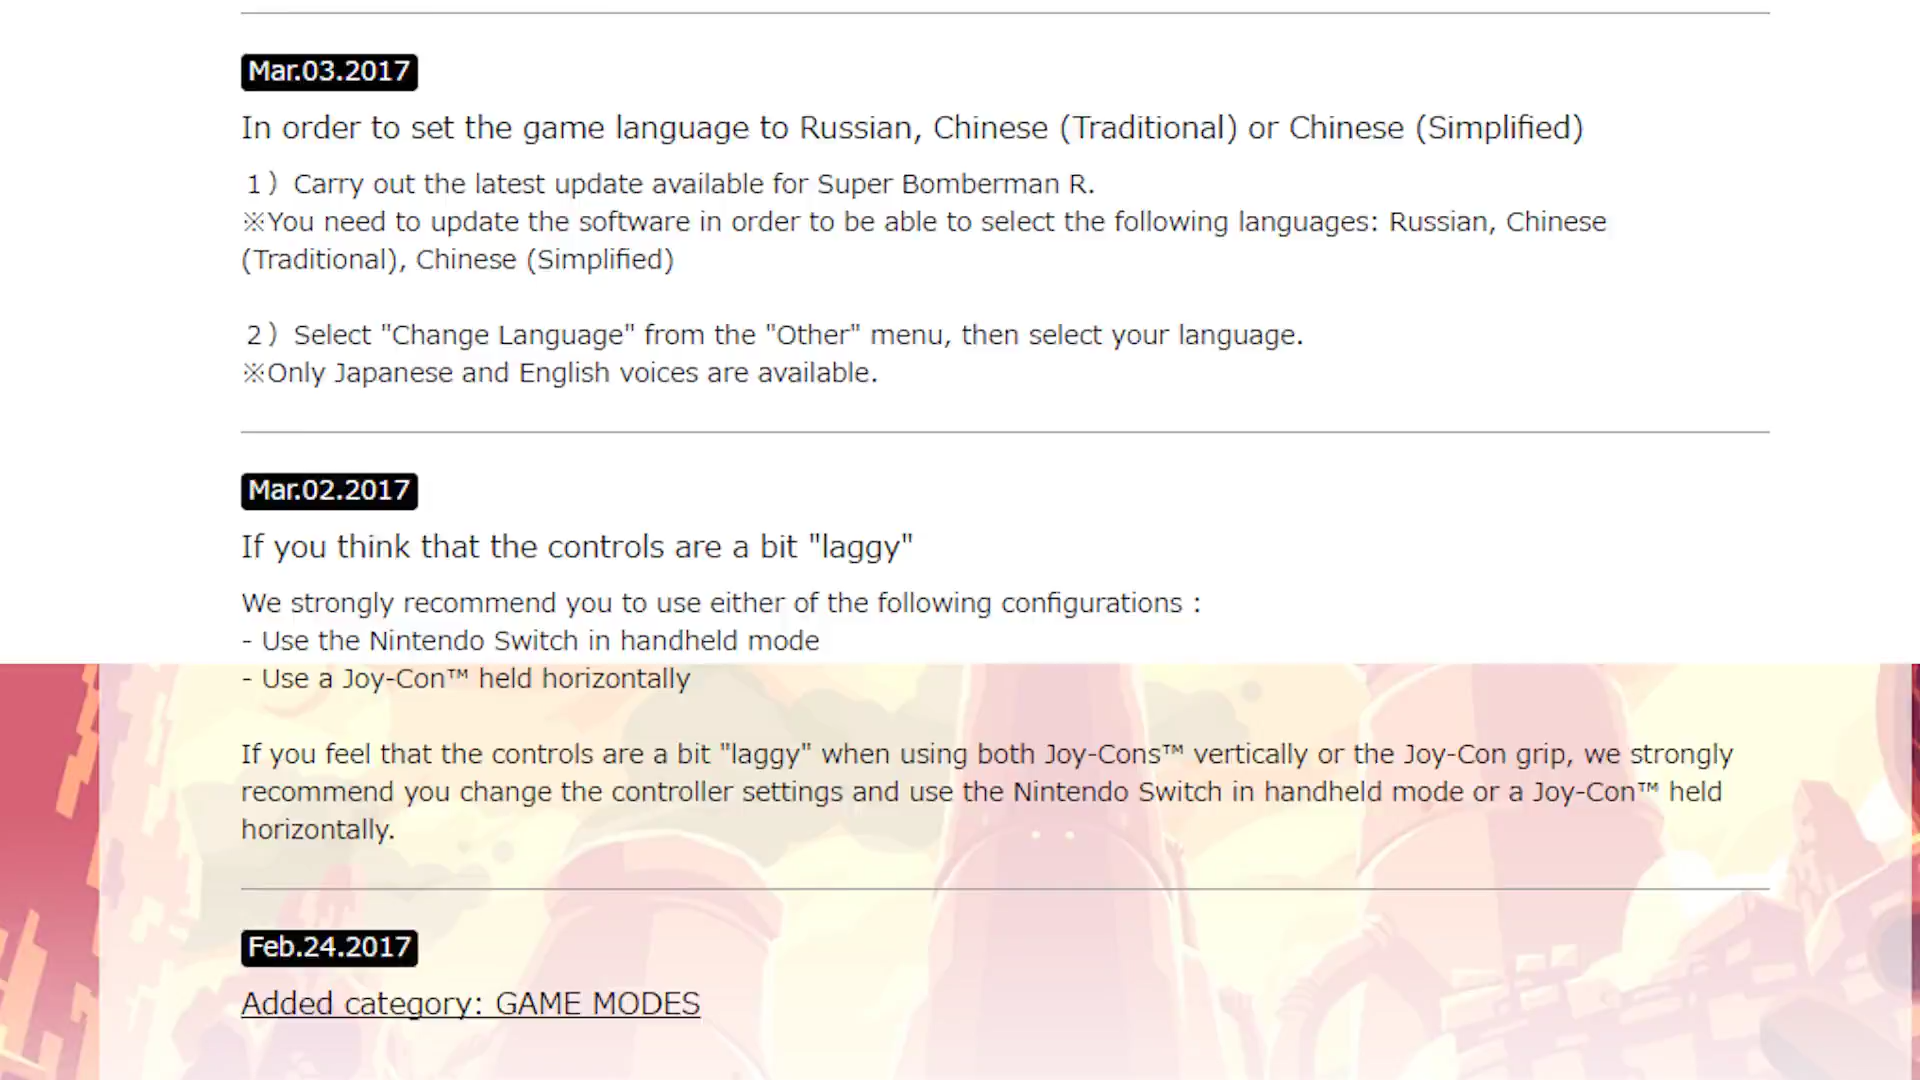 Mar.03.2017
In order to set the game language to Russian, Chinese (Traditional) or Chinese (Simplified)
1）Carry out the latest update available for Super Bomberman R.
※You need to update the software in order to be able to select the following languages: Russian, Chinese
(Traditional), Chinese (Simplified)
2）Select "Change Language" from the "Other" menu, then select your language.
※Only Japanese and English voices are available.
Mar.02.2017
If you think that the controls are a bit "laggy"
We strongly recommend you to use either of the following configurations :
- Use the Nintendo Switch in handheld mode
- Use a Joy-Con™ held horizontally
If you feel that the controls are a bit "laggy" when using both Joy-Cons™ vertically or the Joy-Con grip, we strongly
recommend you change the controller settings and use the Nintendo Switch in handheld mode or a Joy-Con™ held
horizontally.
Feb.24.2017
Added category: GAME MODES